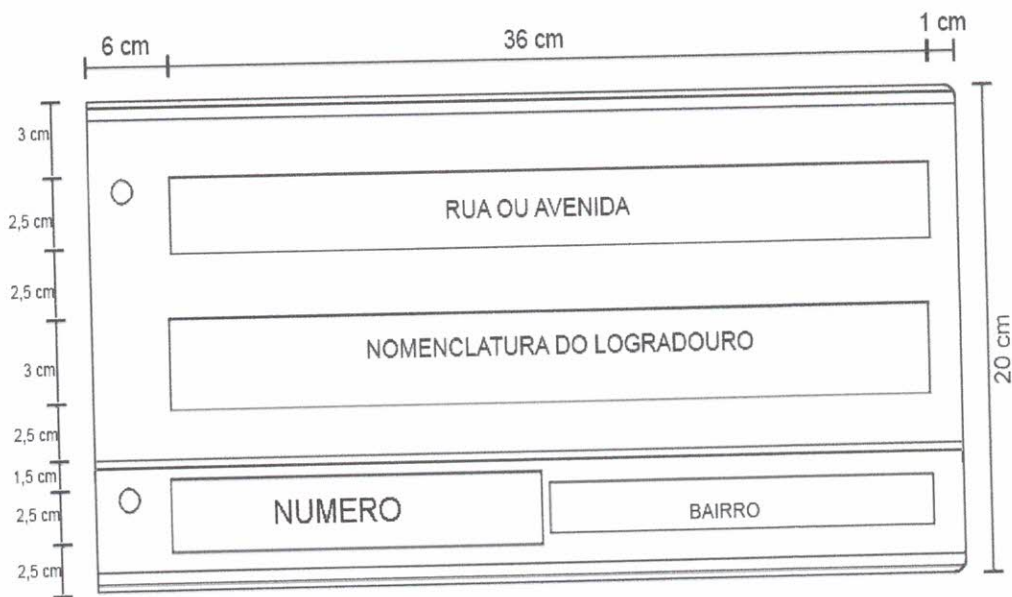 6 cm
36 cm
1 cm
3 cm
2,5 cm
2,5 cm
3 cm
2,5 cm
1,5 cm
2,5 cm
2,5 cm
RUA OU AVENIDA
NOMENCLATURA DO LOGRADOURO
NUMERO
BAIRRO
20 cm